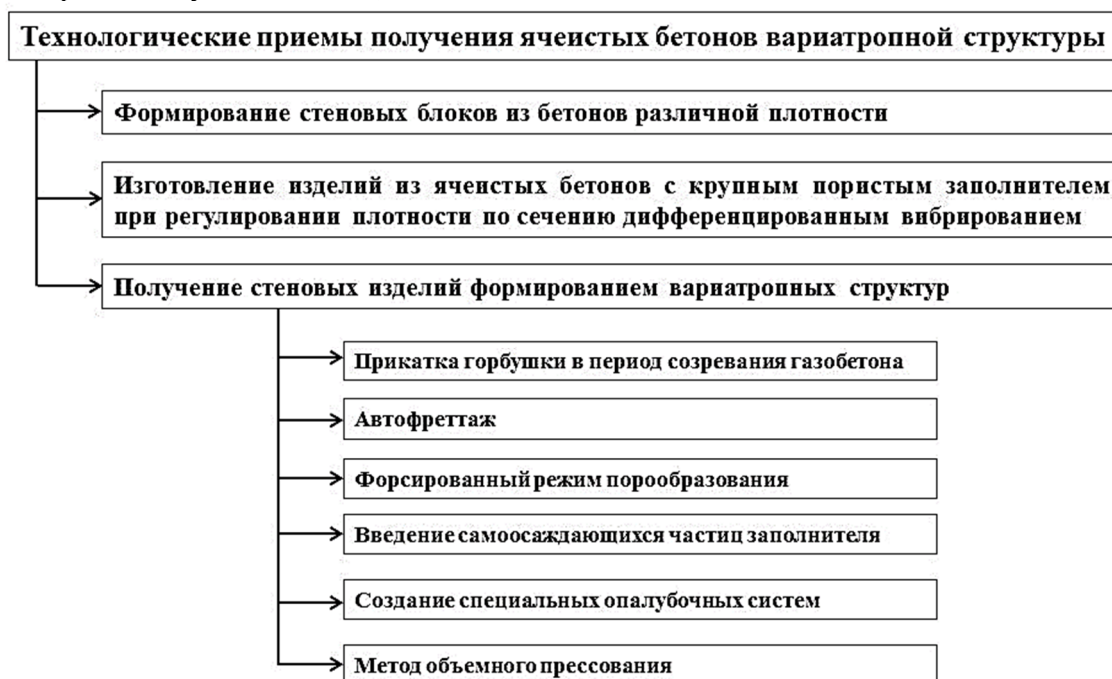 Технологические приемы получения ячеистых бетонов вариатропной структуры
Формирование стеновых блоков из бетонов различной плотности
Изготовление изделий из ячеистых бетонов с крупным пористым заполнителем
при регулировании плотности по сечению дифференцированным вибрированием
Получение стеновых изделий формированием вариатропных структур
Прикатка горбушки в период созревания газобетона
Автофреттаж
Форсированный режим порообразования
Введение самоосаждающихся частиц заполнителя
Создание специальных опалубочных систем
Метод объемного прессования